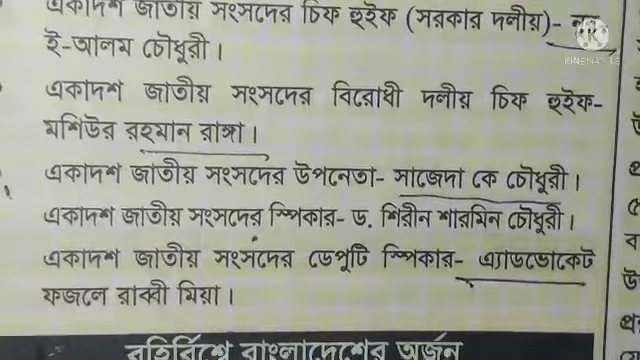 একাদশ জাতীয় সংসদের চিফ হুইফ (সরকার দলীয়)- নূর
ই-আলম চৌধুরী।
একাদশ জাতীয় সংসদের বিরোধী দলীয় চিফ হুইফ-
মশিউর রহমান রাঙ্গা।
একাদশ জাতীয় সংসদের উপনেতা- সাজেদা কে চৌধুরী।
একাদশ জাতীয় সংসদের স্পিকার- ড. শিরীন শারমিন চৌধুরী।
একাদশ জাতীয় সংসদের ডেপুটি স্পিকার- এ্যাডভোকেট
ফজলে রাব্বী মিয়া।
বহির্বিশ্বে বাংলাদেশের অর্জন